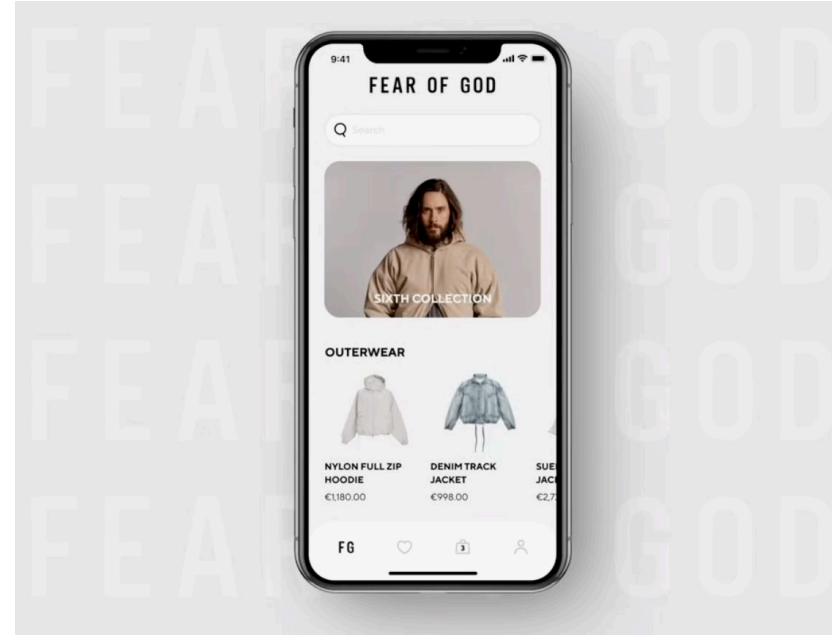 FEAR GOD
9:41
FEAR OF GOD
Search
SIXTH COLLECTION
FEAR GOD
OUTERWEAR
FEAR GOD
NYLON FULL ZIP
HOODIE
€1,180.00
DENIM TRACK
JACKET
€998.00
FEAR GOD
FG
3